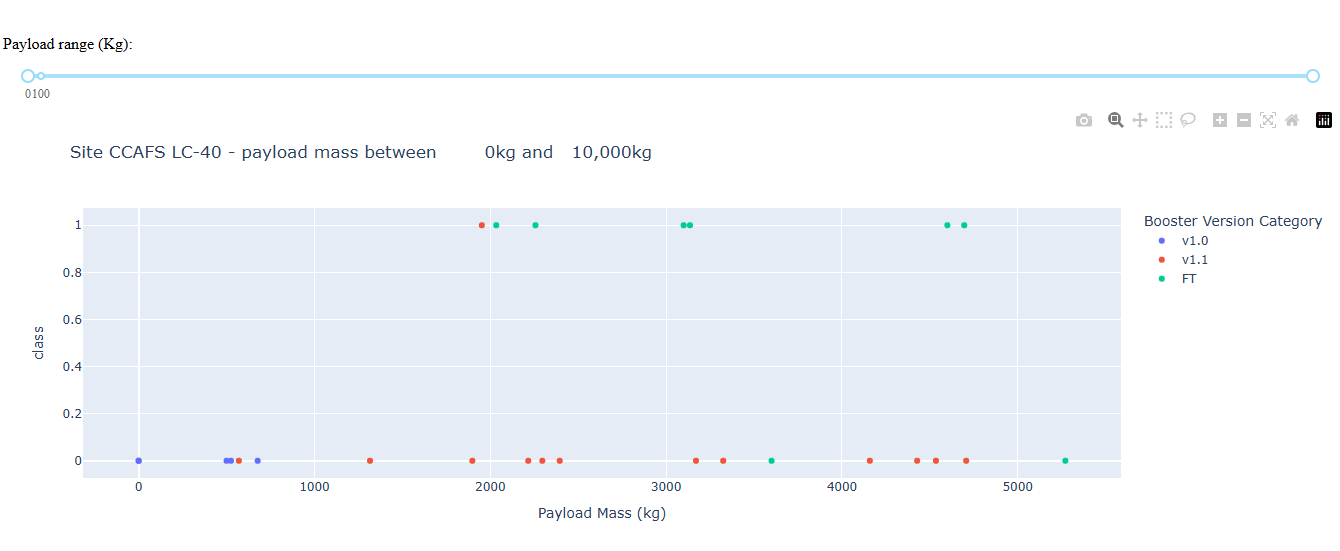 Payload range (Kg):
0100
Site CCAFS LC-40 - payload mass between 0kg and 10,000kg
Booster Version Category
v1.0
v1.1
FT
class
1
0.8
0.6
0.4
0.2
0
0 1000 2000 3000 4000 5000
Payload Mass (kg)